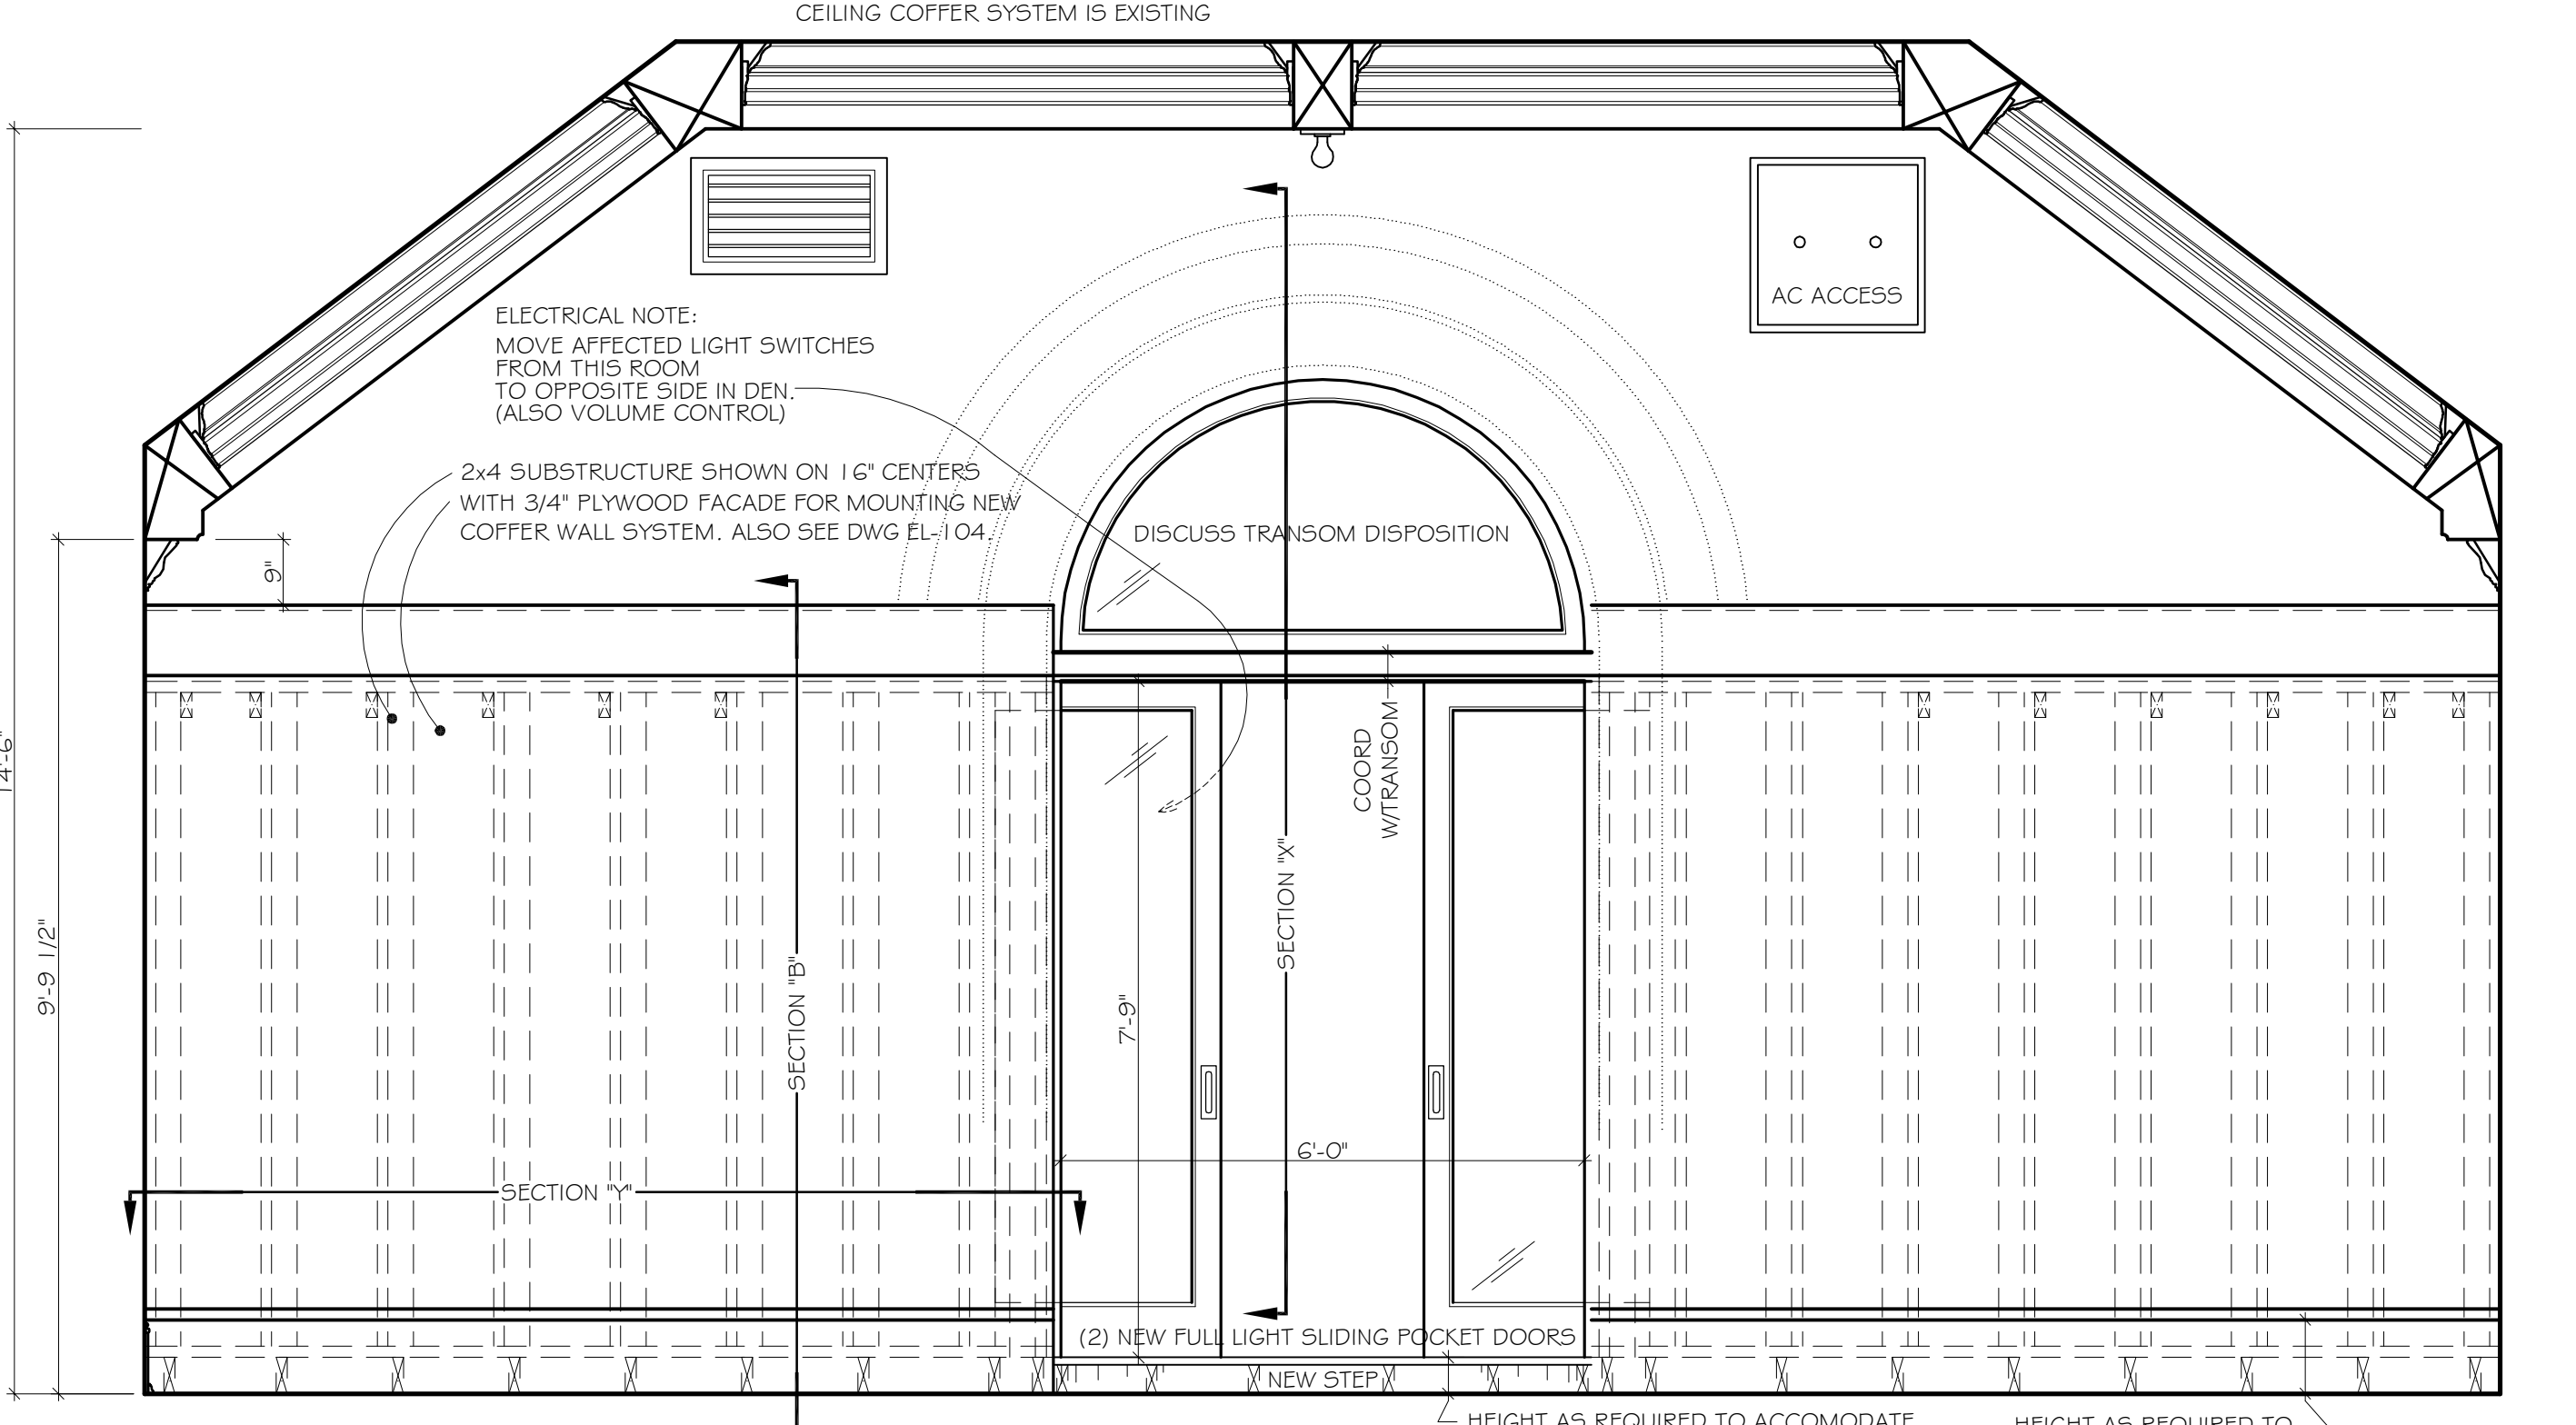 CEILING COFFER SYSTEM IS EXISTING
AC ACCESS
ELECTRICAL NOTE:
MOVE AFFECTED LIGHT SWITCHES
FROM THIS ROOM
TO OPPOSITE SIDE IN DEN.
(ALSO VOLUME CONTROL)
2x4 SUBSTRUCTURE SHOWN ON 16" CENTERS
WITH 3/4" PLYWOOD FACADE FOR MOUNTING NEW
COFFER WALL SYSTEM. ALSO SEE DWG EL-104.
DISCUSS TRANSOM DISPOSITION
9"
14'-6"
COORD
W/TRANSOM
SECTION "X"
9'-9 1/2"
SECTION "B"
7'-9"
6'-0"
SECTION "Y"
(2) NEW FULL LIGHT SLIDING POCKET DOORS
NEW STEP
HEIGHT AS REQUIRED TO ACCOMODATE
HEIGHT AS REQUIRED TO